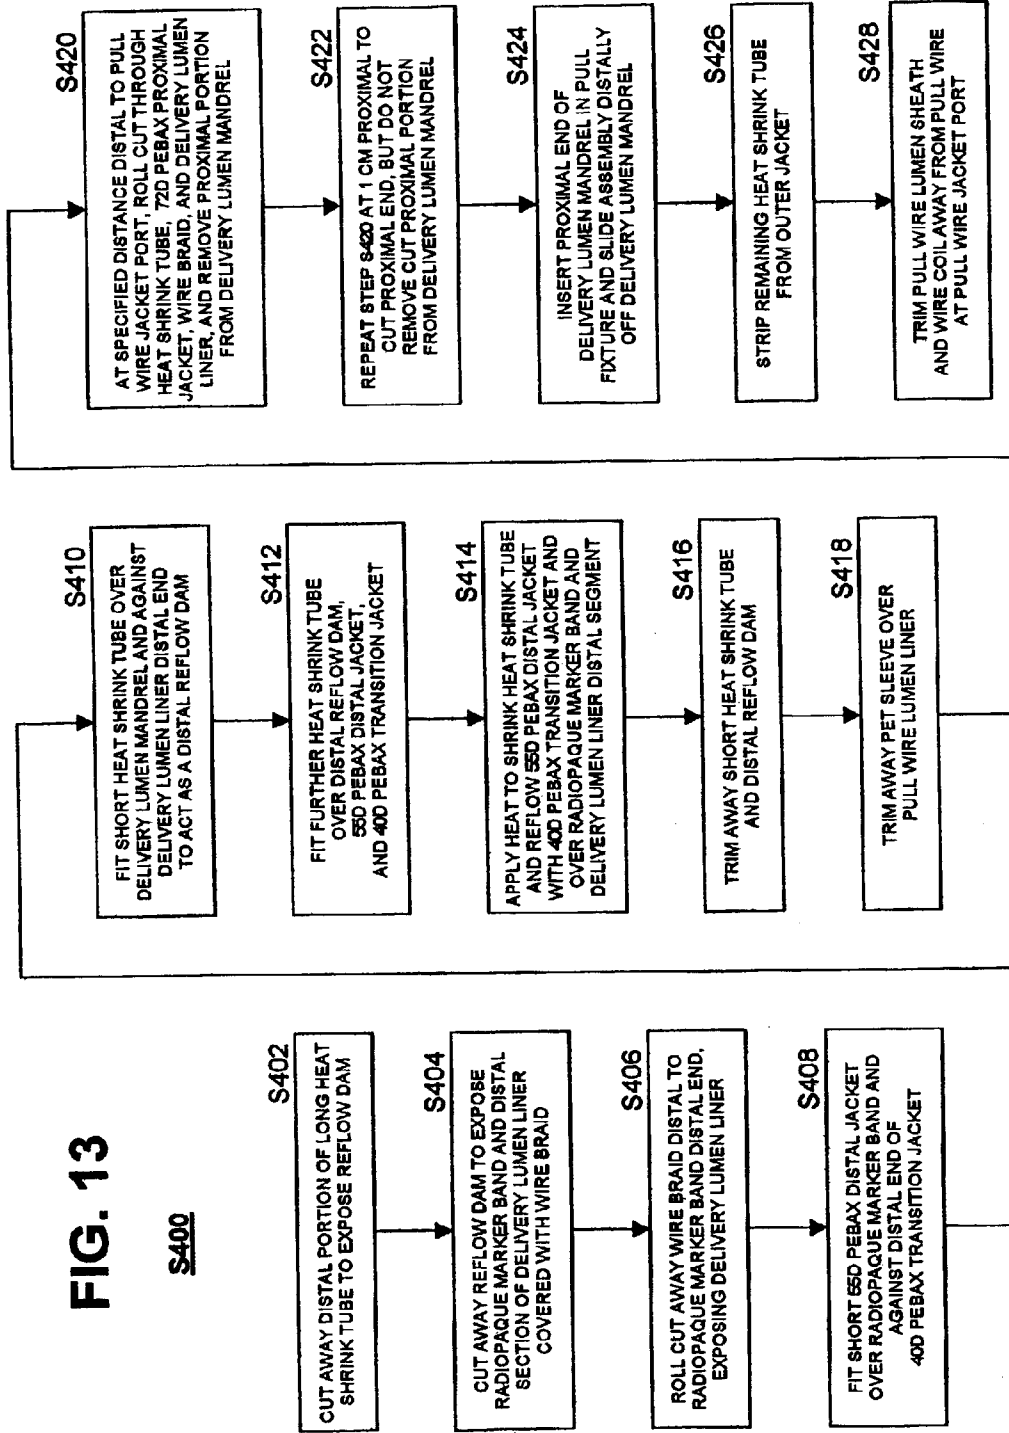 FIG. 13
S400
S402
CUT AWAY DISTAL PORTION OF LONG HEAT
SHRINK TUBE TO EXPOSE REFLOW DAM
S404
CUT AWAY REFLOW DAM TO EXPOSE
RADIOPAQUE MARKER BAND AND DISTAL
SECTION OF DELIVERY LUMEN LINER
COVERED WITH WIRE BRAID
S406
ROLL CUT AWAY WIRE BRAID DISTAL TO
RADIOPAQUE MARKER BAND DISTAL END,
EXPOSING DELIVERY LUMEN LINER
S408
FIT SHORT 55D PEBAX DISTAL JACKET
OVER RADIOPAQUE MARKER BAND AND
AGAINST DISTAL END OF
40D PEBAX TRANSITION JACKET
S410
FIT SHORT HEAT SHRINK TUBE OVER
DELIVERY LUMEN MANDREL AND AGAINST
DELIVERY LUMEN LINER DISTAL END
TO ACT AS A DISTAL REFLOW DAM
S412
FIT FURTHER HEAT SHRINK TUBE
OVER DISTAL REFLOW DAM,
55D PEBAX DISTAL JACKET,
AND 40D PEBAX TRANSITION JACKET
S414
APPLY HEAT TO SHRINK HEAT SHRINK TUBE
AND REFLOW 55D PEBAX DISTAL JACKET
WITH 40D PEBAX TRANSITION JACKET AND
OVER RADIOPAQUE MARKER BAND AND
DELIVERY LUMEN LINER DISTAL SEGMENT
S416
TRIM AWAY SHORT HEAT SHRINK TUBE
AND DISTAL REFLOW DAM
S418
TRIM AWAY PET SLEEVE OVER
PULL WIRE LUMEN LINER
S420
AT SPECIFIED DISTANCE DISTAL TO PULL
WIRE JACKET PORT, ROLL CUT THROUGH
HEAT SHRINK TUBE, 72D PEBAX PROXIMAL
JACKET, WIRE BRAID, AND DELIVERY LUMEN
LINER, AND REMOVE PROXIMAL PORTION
FROM DELIVERY LUMEN MANDREL
S422
REPEAT STEP S420 AT 1 CM PROXIMAL TO
CUT PROXIMAL END, BUT DO NOT
REMOVE CUT PROXIMAL PORTION
FROM DELIVERY LUMEN MANDREL
S424
INSERT PROXIMAL END OF
DELIVERY LUMEN MANDREL IN PULL
FIXTURE AND SLIDE ASSEMBLY DISTALLY
OFF DELIVERY LUMEN MANDREL
S426
STRIP REMAINING HEAT SHRINK TUBE
FROM OUTER JACKET
S428
TRIM PULL WIRE LUMEN SHEATH
AND WIRE COIL AWAY FROM PULL WIRE
AT PULL WIRE JACKET PORT